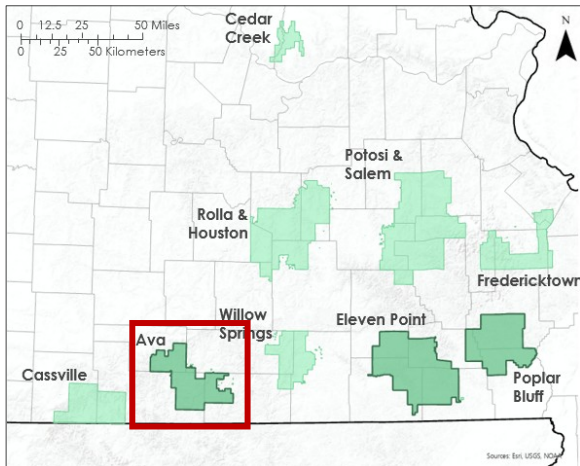 0 12.5 25 50 Miles
0 25 50 Kilometers
Cedar
Creek
N
Potosi &
Salem
Rolla &
Houston
Fredericktown
Willow
Springs
Eleven Point
Ava
Cassville
Poplar
Bluff
Sources: Esri, USGS, NOAA